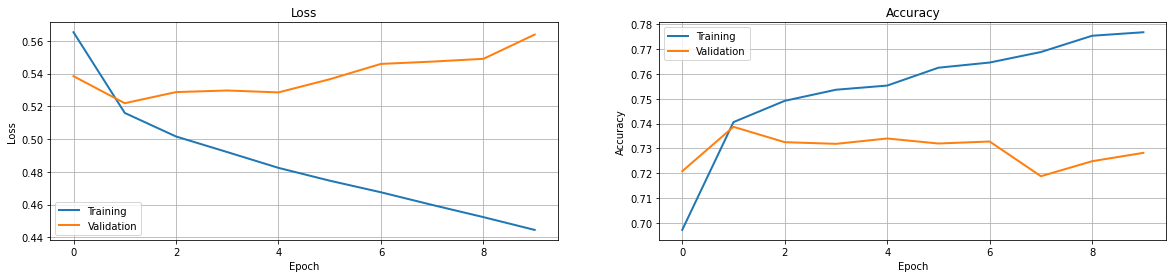 Loss
Loss
0.56
0.54
0.52
0.50
0.48
0.46
0.44
Training
Validation
0 2 4 6 8
Epoch
Accuracy
Accuracy
0.78
0.77
0.76
0.75
0.74
0.73
0.72
0.71
0.70
Training
Validation
0 2 4 6 8
Epoch